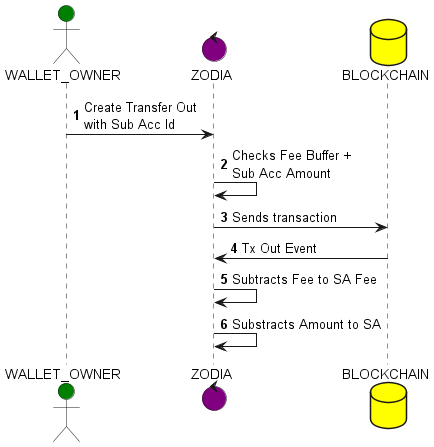 WALLET_OWNER ZODIA BLOCKCHAIN
1 Create Transfer Out
with Sub Acc Id
2 Checks Fee Buffer +
Sub Acc Amount
3 Sends transaction
4 Tx Out Event
5 Subtracts Fee to SA Fee
6 Substracts Amount to SA
WALLET_OWNER ZODIA BLOCKCHAIN